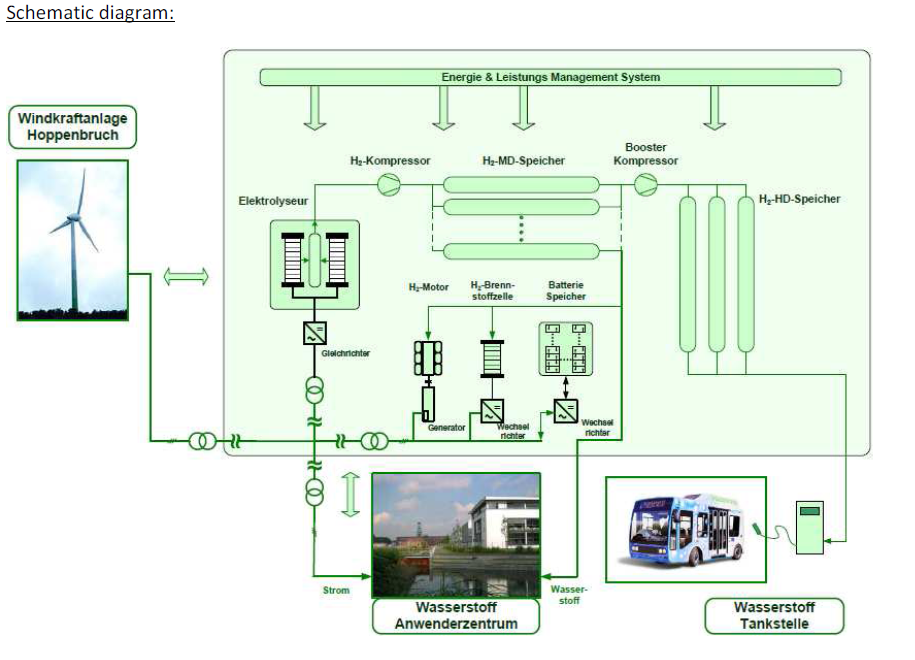 Schematic diagram:
Energie & Leistungs Management System
Windkraftanlage
Hoppenbruch
H₂-Kompressor
H₂-MD-Speicher
Booster
Kompressor
Elektrolyseur
H₂-HD-Speicher
H₂-Motor
H₂-Brenn-
stoffzelle
Batterie
Speicher
Gleichrichter
Generator
Wechsel
richter
Wechsel
richter
Strom
Wasser-
stoff
Wasserstoff
Anwenderzentrum
Wasserstoff
Tankstelle